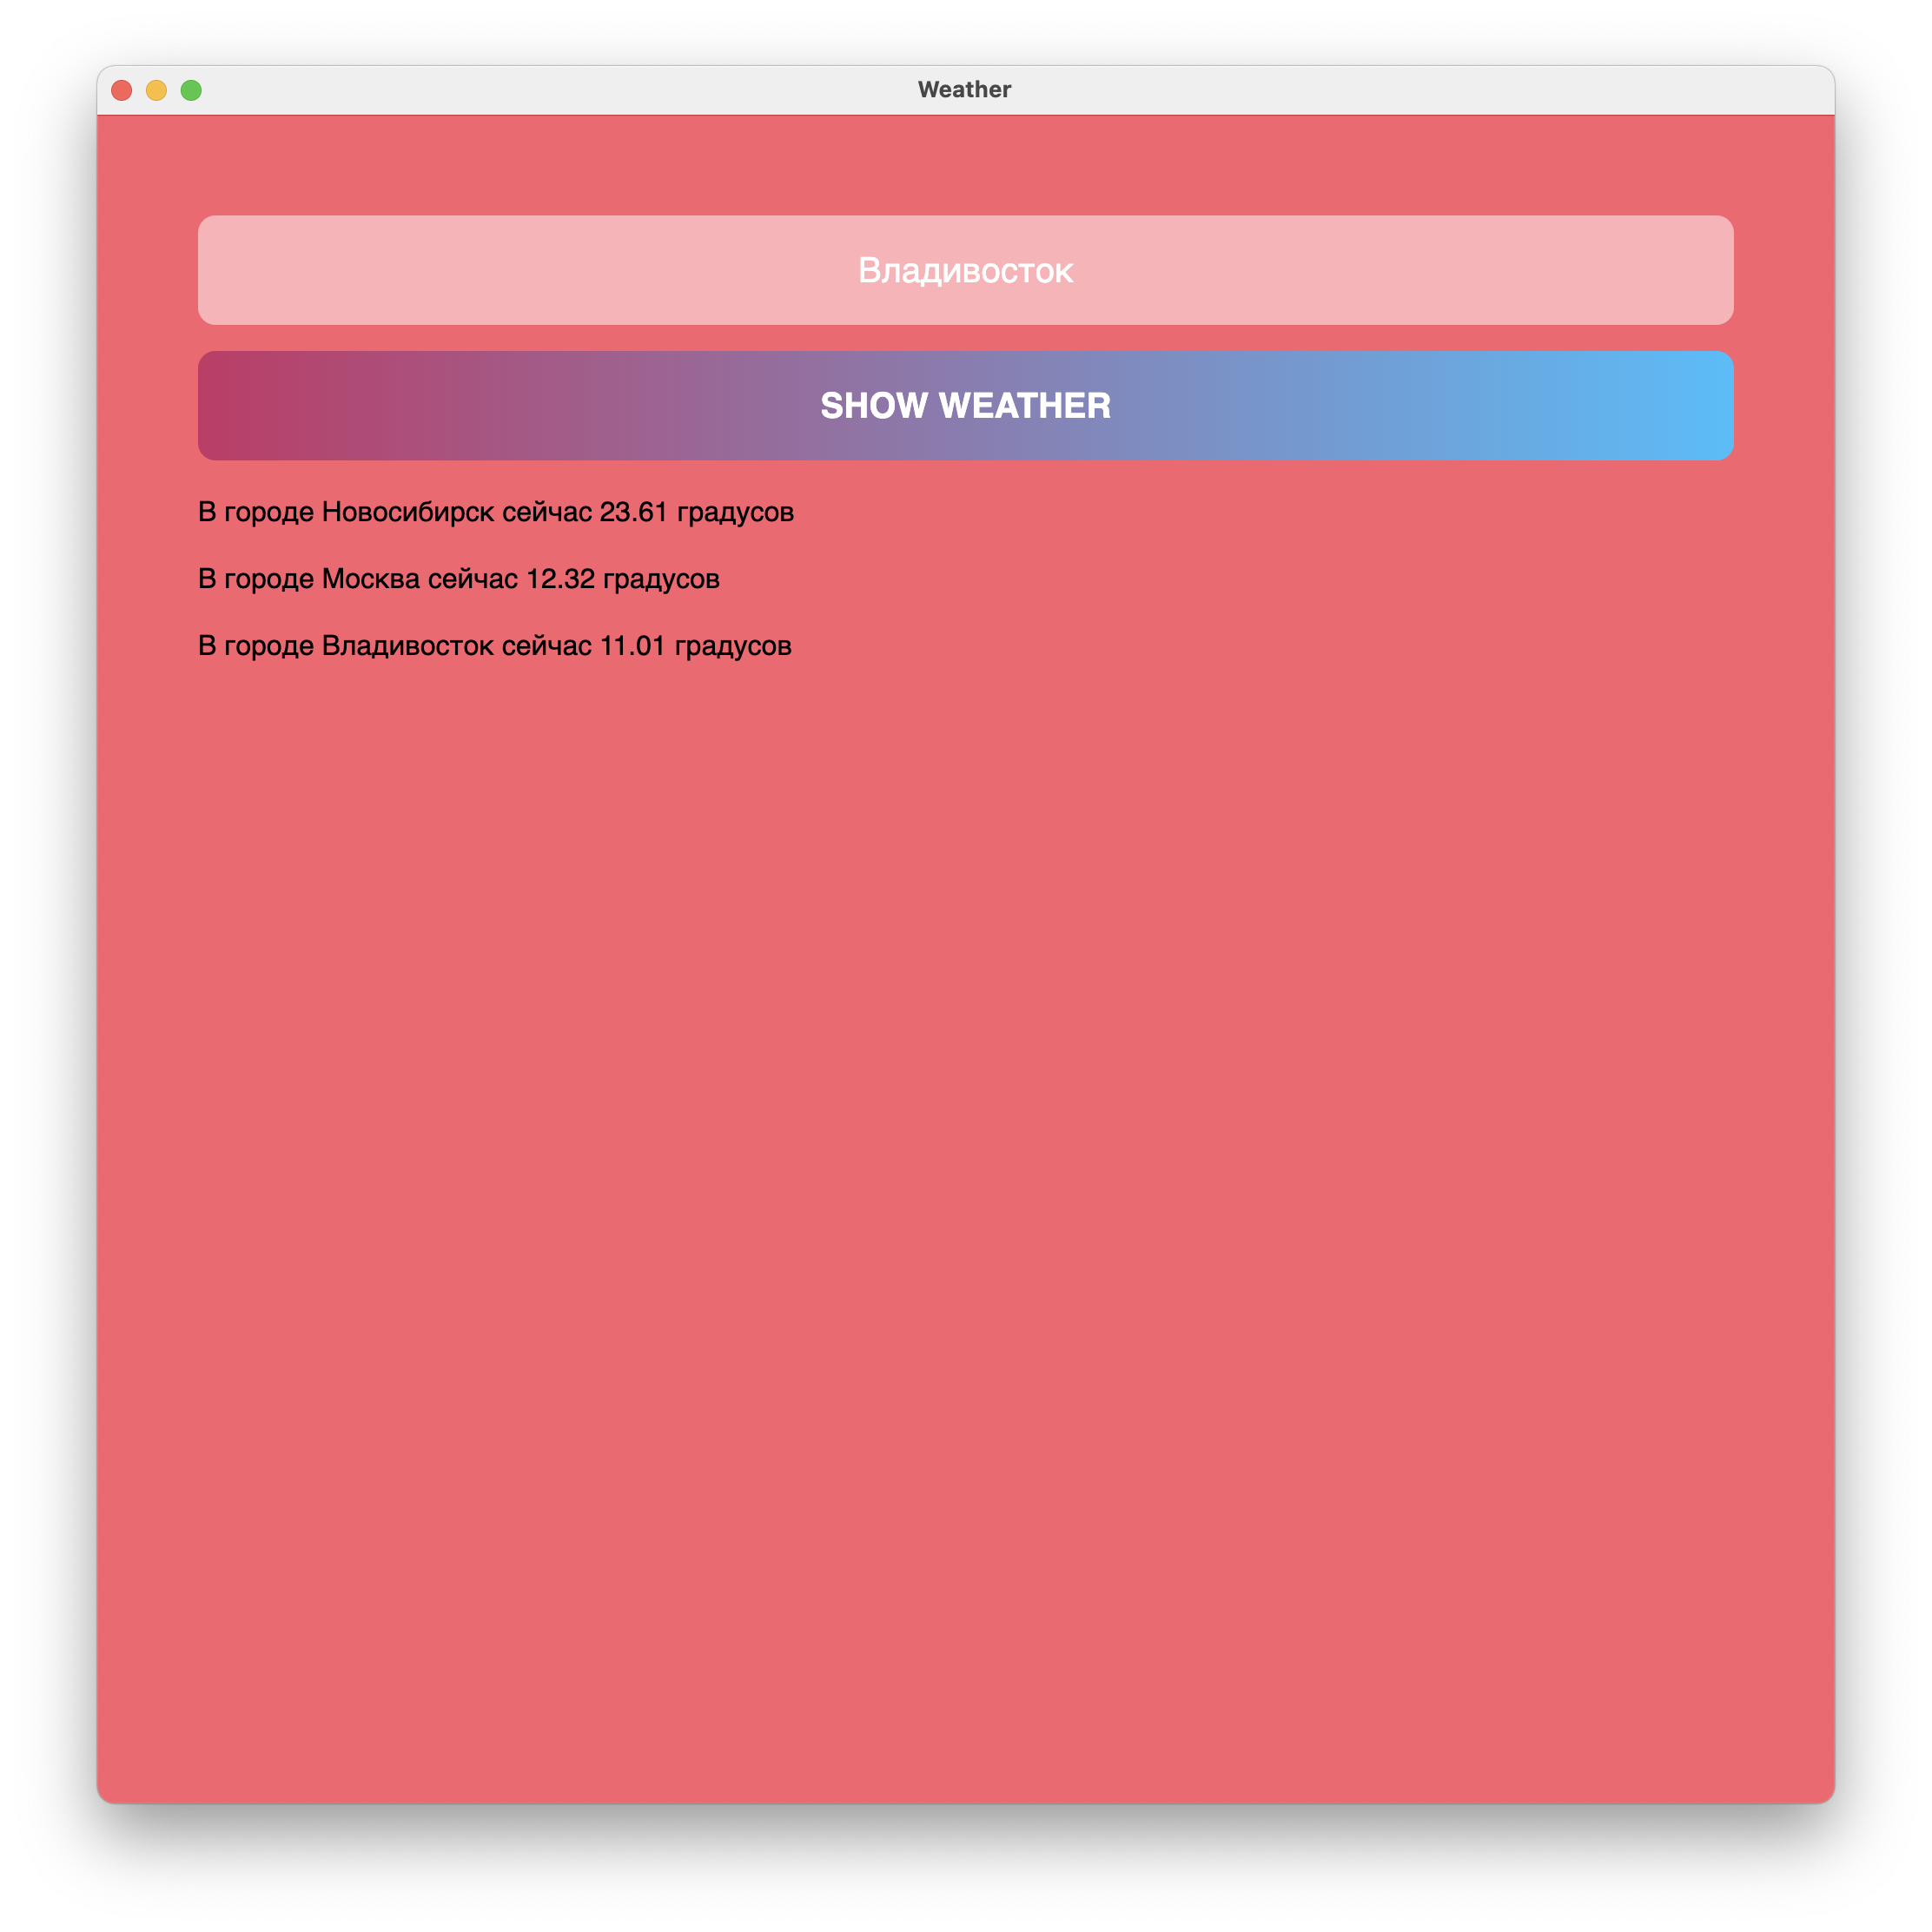 Weather
Владивосток
SHOW WEATHER
В городе Новосибирск сейчас 23.61 градусов
В городе Москва сейчас 12.32 градусов
В городе Владивосток сейчас 11.01 градусов